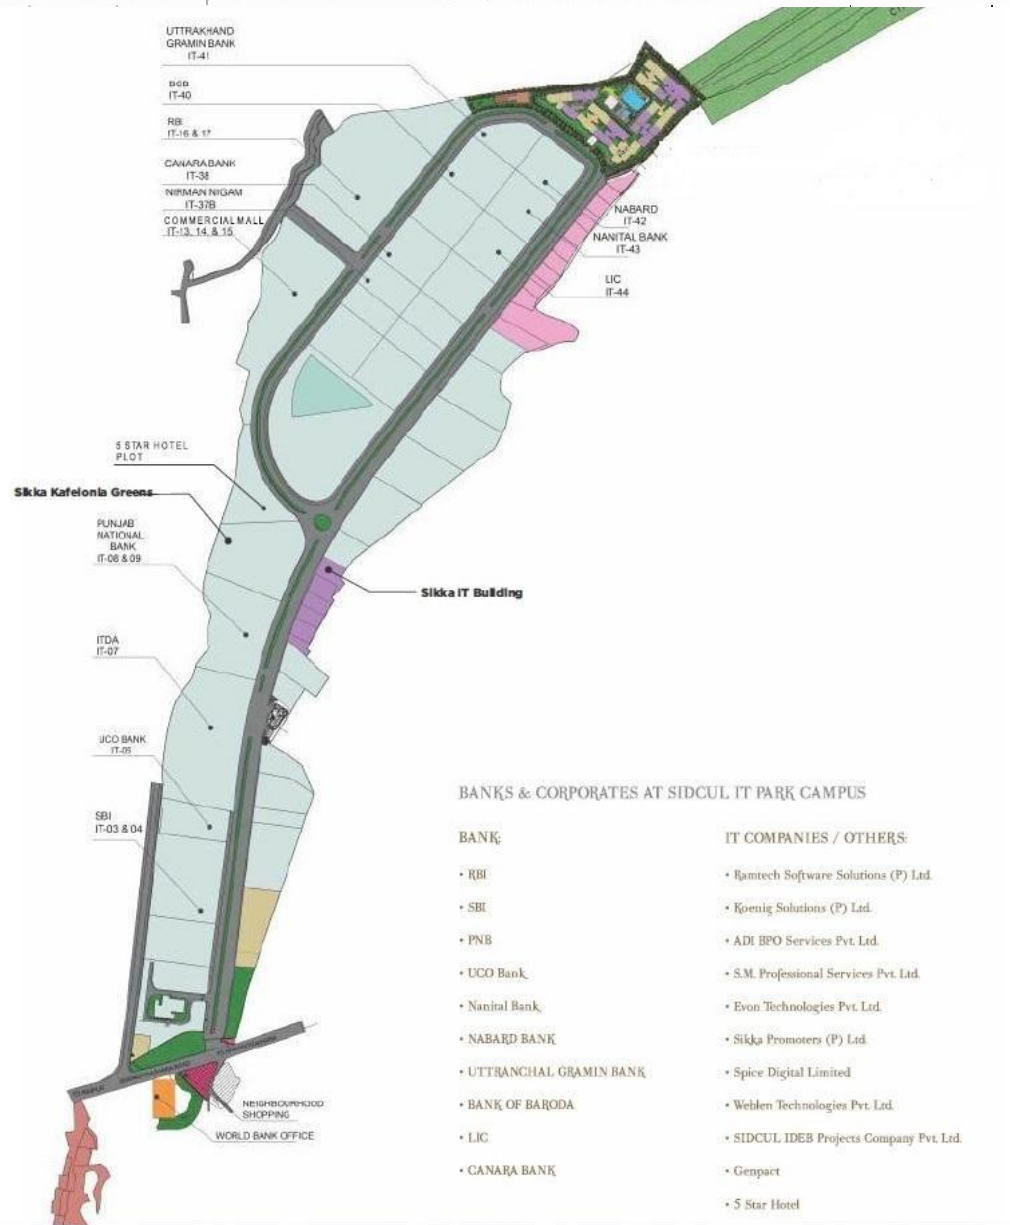 UTTRAKHAND
GRAMIN BANK
IT-41
BOB
IT-40
RBI
IT-16 & 17
CANARA BANK
IT-38
NIRMAN NIGAM
IT-37B
COMMERCIAL MALL
IT-13, 14, & 15
NABARD
IT-42
NANITAL BANK
IT-43
LIC
IT-44
5 STAR HOTEL
PLOT
Sikka Kafelonia Greens
PUNJAB
NATIONAL
BANK
IT-08 & 09
Sikka IT Building
ITDA
IT-07
UCO BANK
IT-05
SBI
IT-03 & 04
NEIGHBOURHOOD
SHOPPING
WORLD BANK OFFICE
BANKS & CORPORATES AT SIDCUL IT PARK CAMPUS
BANK:
• RBI
• SBI
• PNB
• UCO Bank
• Nanital Bank
• NABARD BANK
• UTTRANCHAL GRAMIN BANK
• BANK OF BARODA
• LIC
• CANARA BANK
IT COMPANIES / OTHERS:
• Ramtech Software Solutions (P) Ltd.
• Koenig Solutions (P) Ltd.
• ADI BPO Services Pvt. Ltd.
• S.M. Professional Services Pvt. Ltd.
• Evon Technologies Pvt. Ltd.
• Sikka Promoters (P) Ltd.
• Spice Digital Limited
• Weblen Technologies Pvt. Ltd.
• SIDCUL IDEB Projects Company Pvt. Ltd.
• Genpact
• 5 Star Hotel